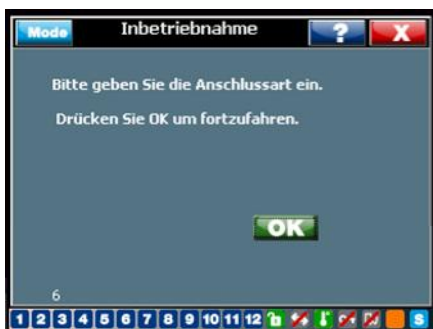 Mode Inbetriebnahme ? X
Bitte geben Sie die Anschlussart ein.
Drücken Sie OK um fortzufahren.
OK
6
1 2 3 4 5 6 7 8 9 10 11 12 S